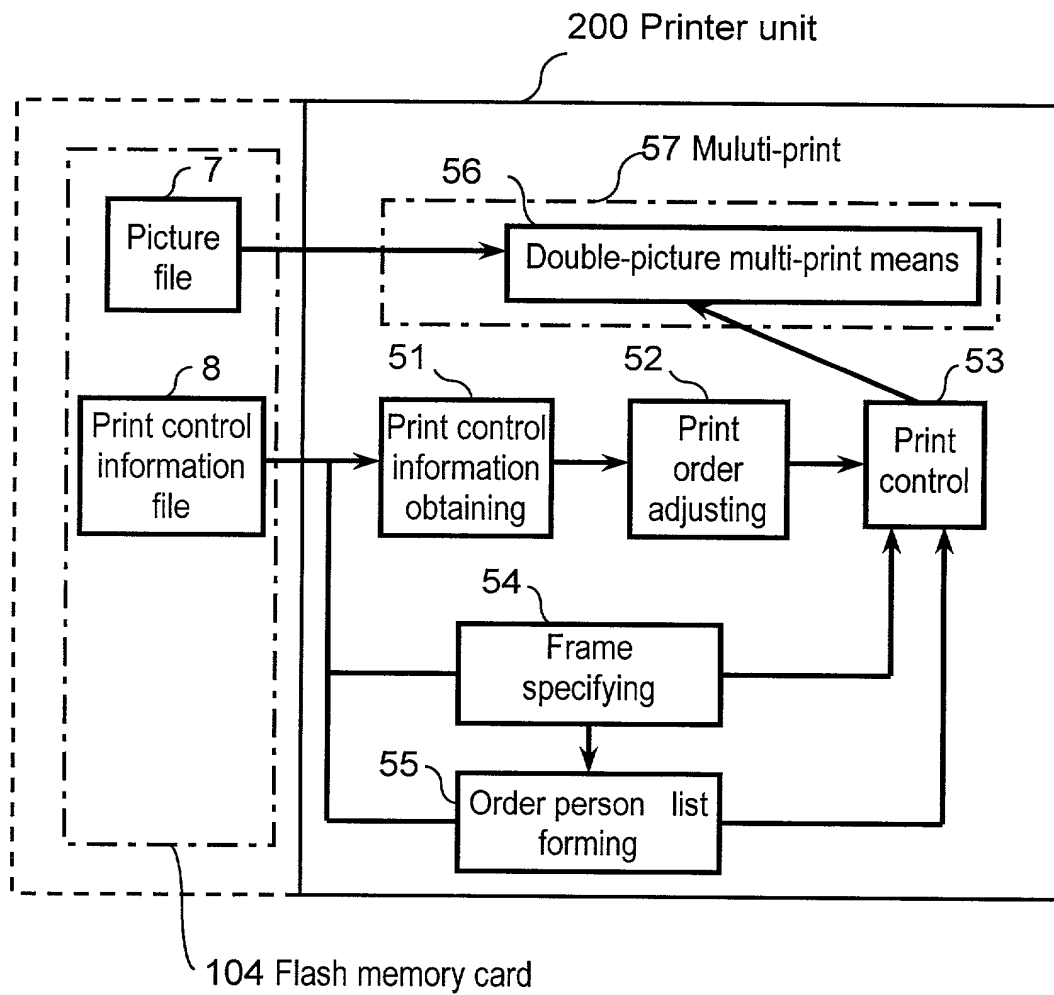 200 Printer unit
57 Muluti-print
7
56
Picture
file
Double-picture multi-print means
8
51
52
53
Print control
information
file
Print control
information
obtaining
Print
order
adjusting
Print
control
54
Frame
specifying
55
Order person list
forming
104 Flash memory card